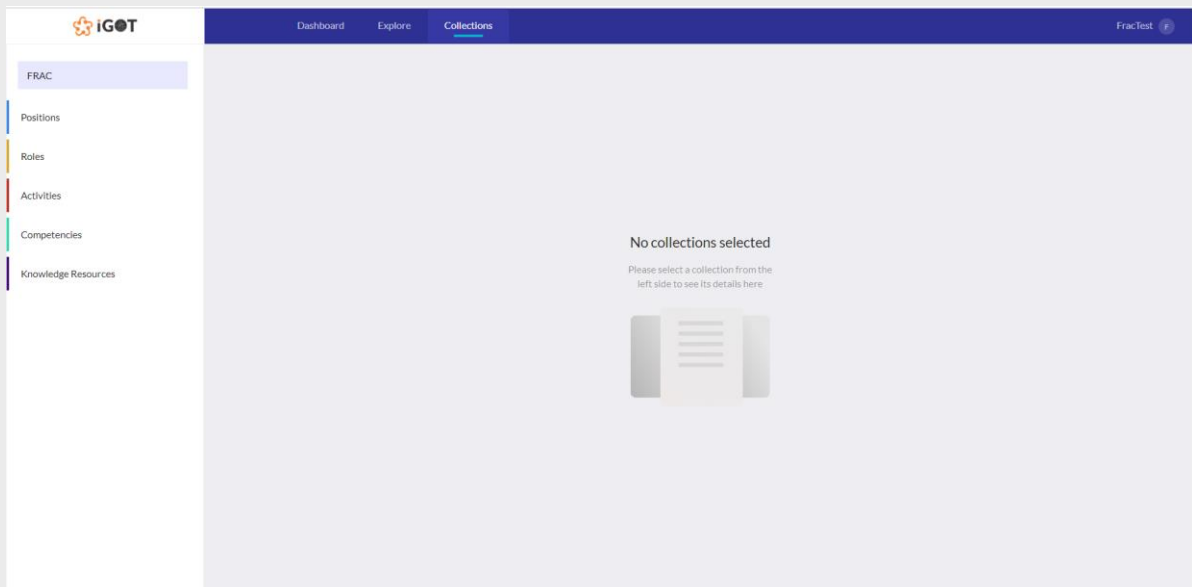 iGOT
Dashboard Explore Collections
FracTest F
FRAC
Positions
Roles
Activities
Competencies
Knowledge Resources
No collections selected
Please select a collection from the
left side to see its details here